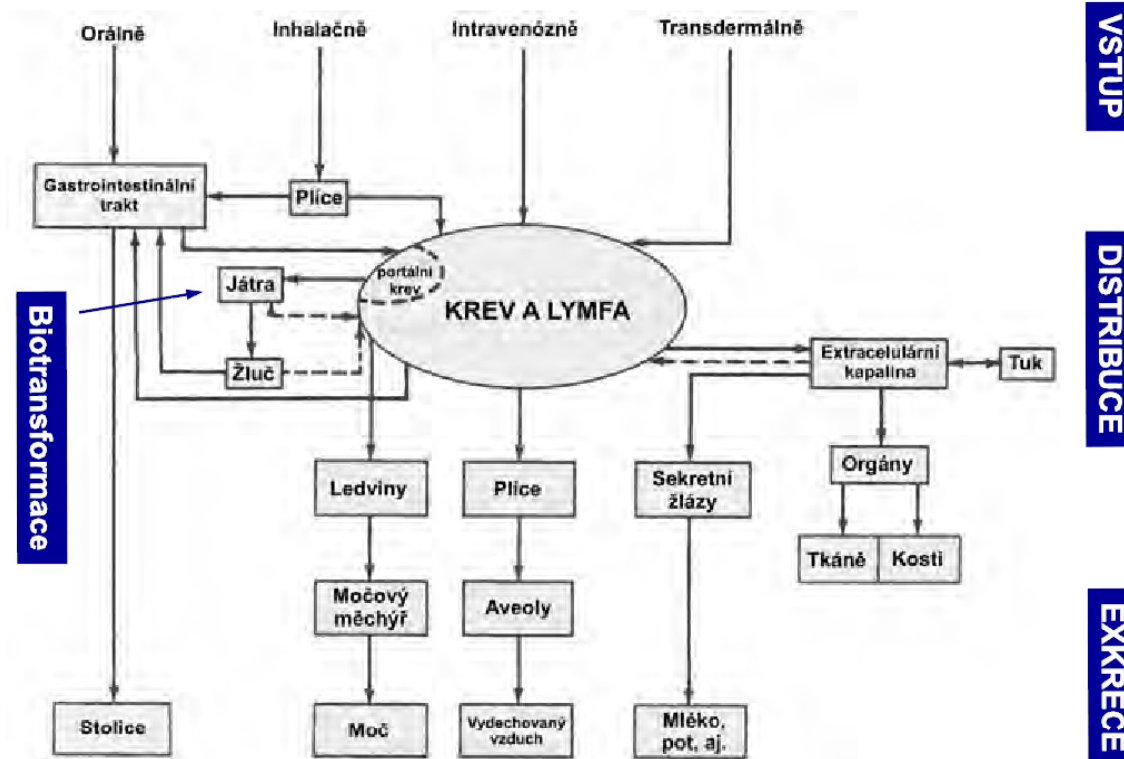 Orálně
Inhalačně
Intravenózně
Transdermálně
VSTUP
Gastrointestinální
trakt
Plíce
portální
krev
KREV A LYMFA
Játra
Žluč
Biotransformace
Extracelulární
kapalina
Tuk
DISTRIBUCE
Orgány
Tkáně
Kosti
Ledviny
Plíce
Sekretní
žlázy
Močový
měchýř
Aveoly
Stolice
Moč
Vydechovaný
vzduch
Mléko,
pot, aj.
EXKRECE